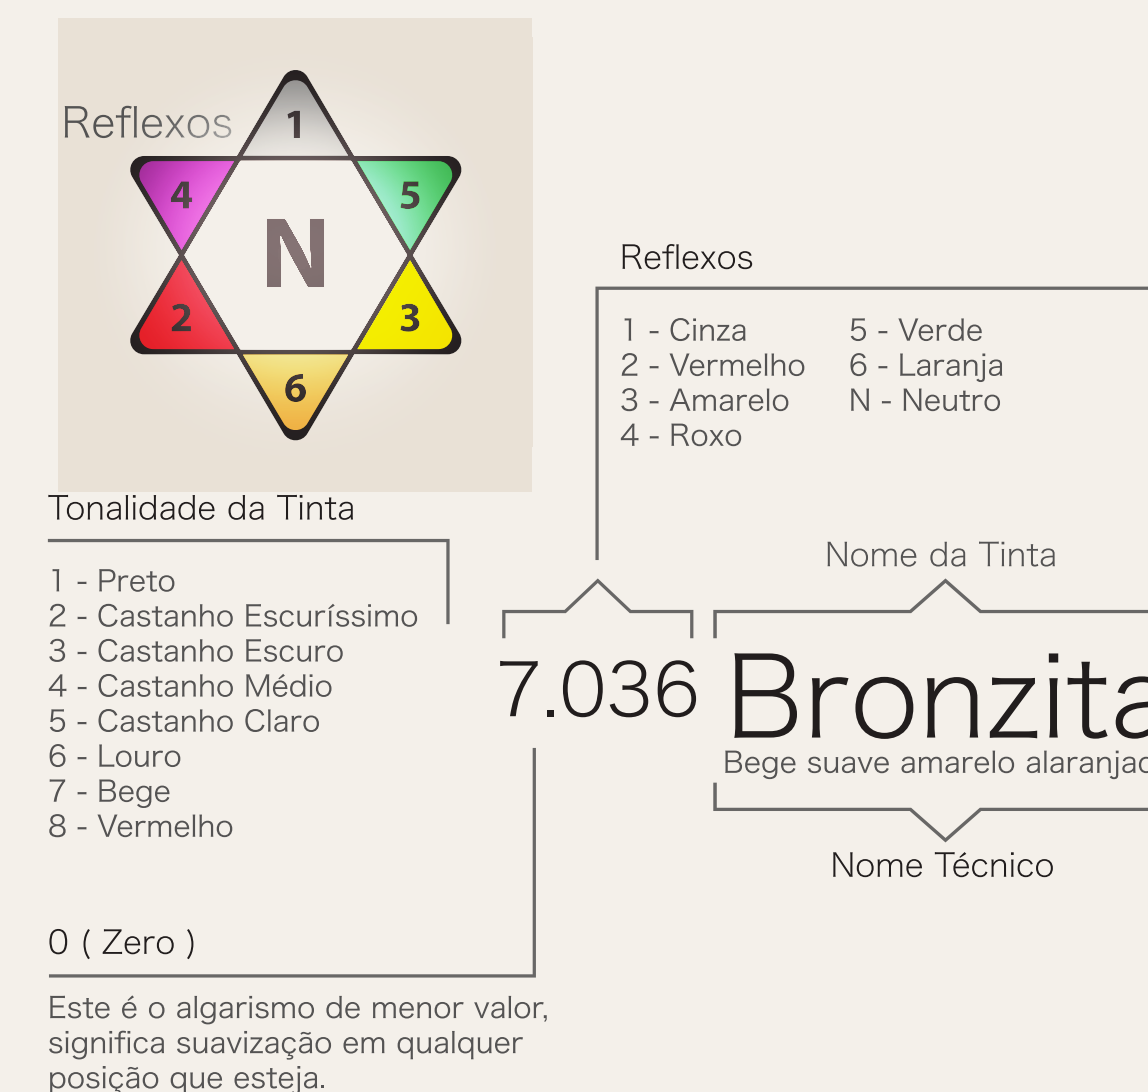 Reflexos
1
4
5
N
2
3
6
Reflexos
1 - Cinza
2 - Vermelho
3 - Amarelo
4 - Roxo
5 - Verde
6 - Laranja
N - Neutro
Tonalidade da Tinta
1 - Preto
2 - Castanho Escuríssimo
3 - Castanho Escuro
4 - Castanho Médio
5 - Castanho Claro
6 - Louro
7 - Bege
8 - Vermelho
Nome da Tinta
7.036 Bronzita
Bege suave amarelo
Nome Técnico
0 ( Zero )
Este é o algarismo de menor valor,
significa suavização em qualquer
posição que esteja.